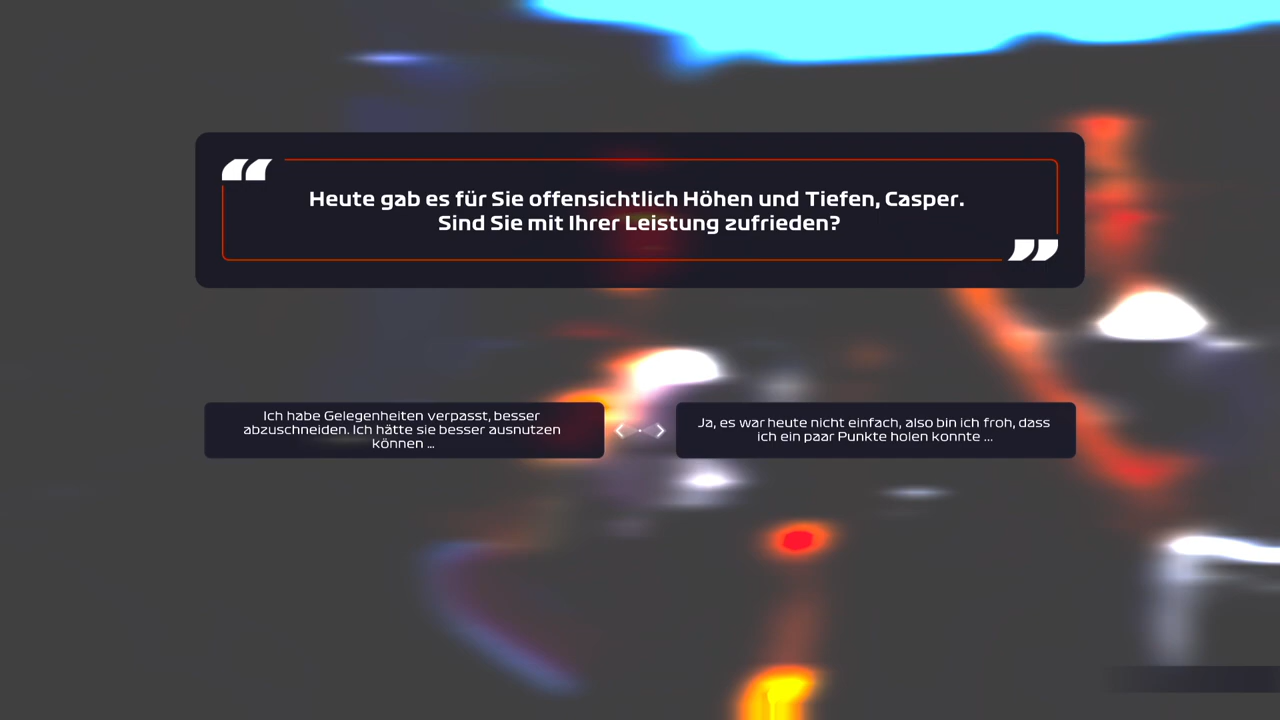 Heute gab es für Sie offensichtlich Höhen und Tiefen, Casper.
Sind Sie mit Ihrer Leistung zufrieden?
Ich habe Gelegenheiten verpasst, besser
abzuschneiden. Ich hätte sie besser ausnutzen
können ...
Ja, es war heute nicht einfach, also bin ich froh, dass
ich ein paar Punkte holen konnte ...